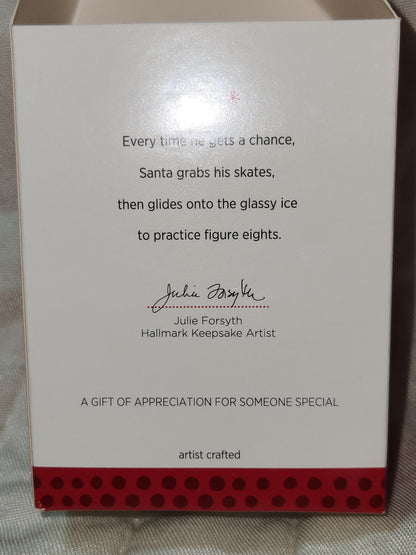 Every time he gets a chance,
Santa grabs his skates,
then glides onto the glassy ice
to practice figure eights.
Julie Forsyth
Julie Forsyth
Hallmark Keepsake Artist
A GIFT OF APPRECIATION FOR SOMEONE SPECIAL
artist crafted